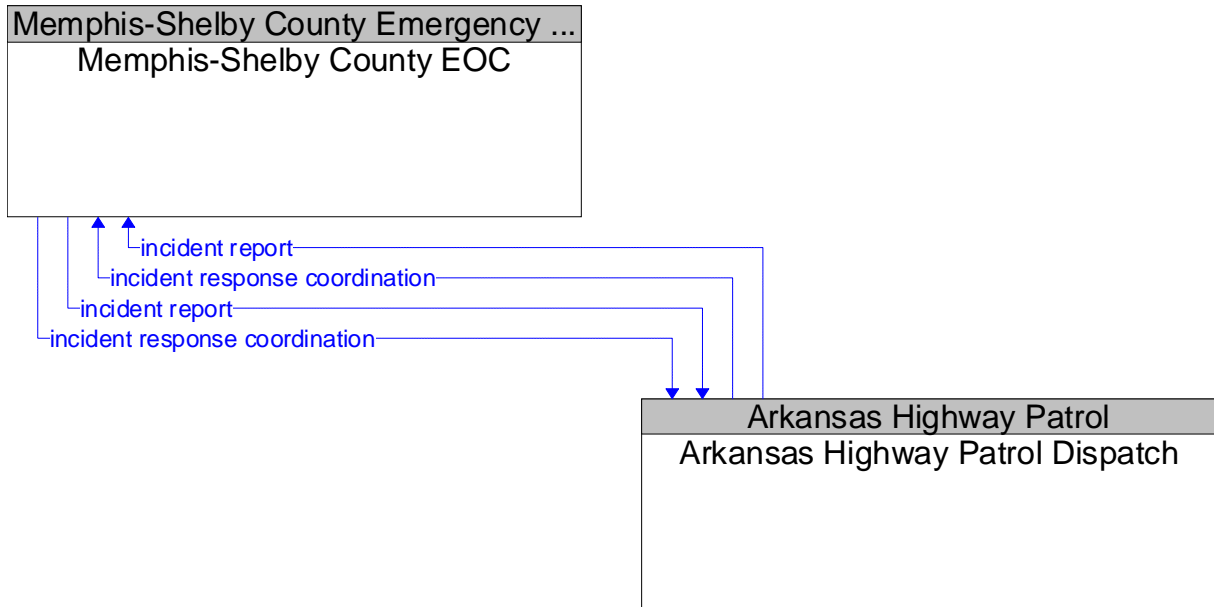 Memphis-Shelby County Emergency ...
Memphis-Shelby County EOC
incident report
incident response coordination
incident report
incident response coordination
Arkansas Highway Patrol
Arkansas Highway Patrol Dispatch